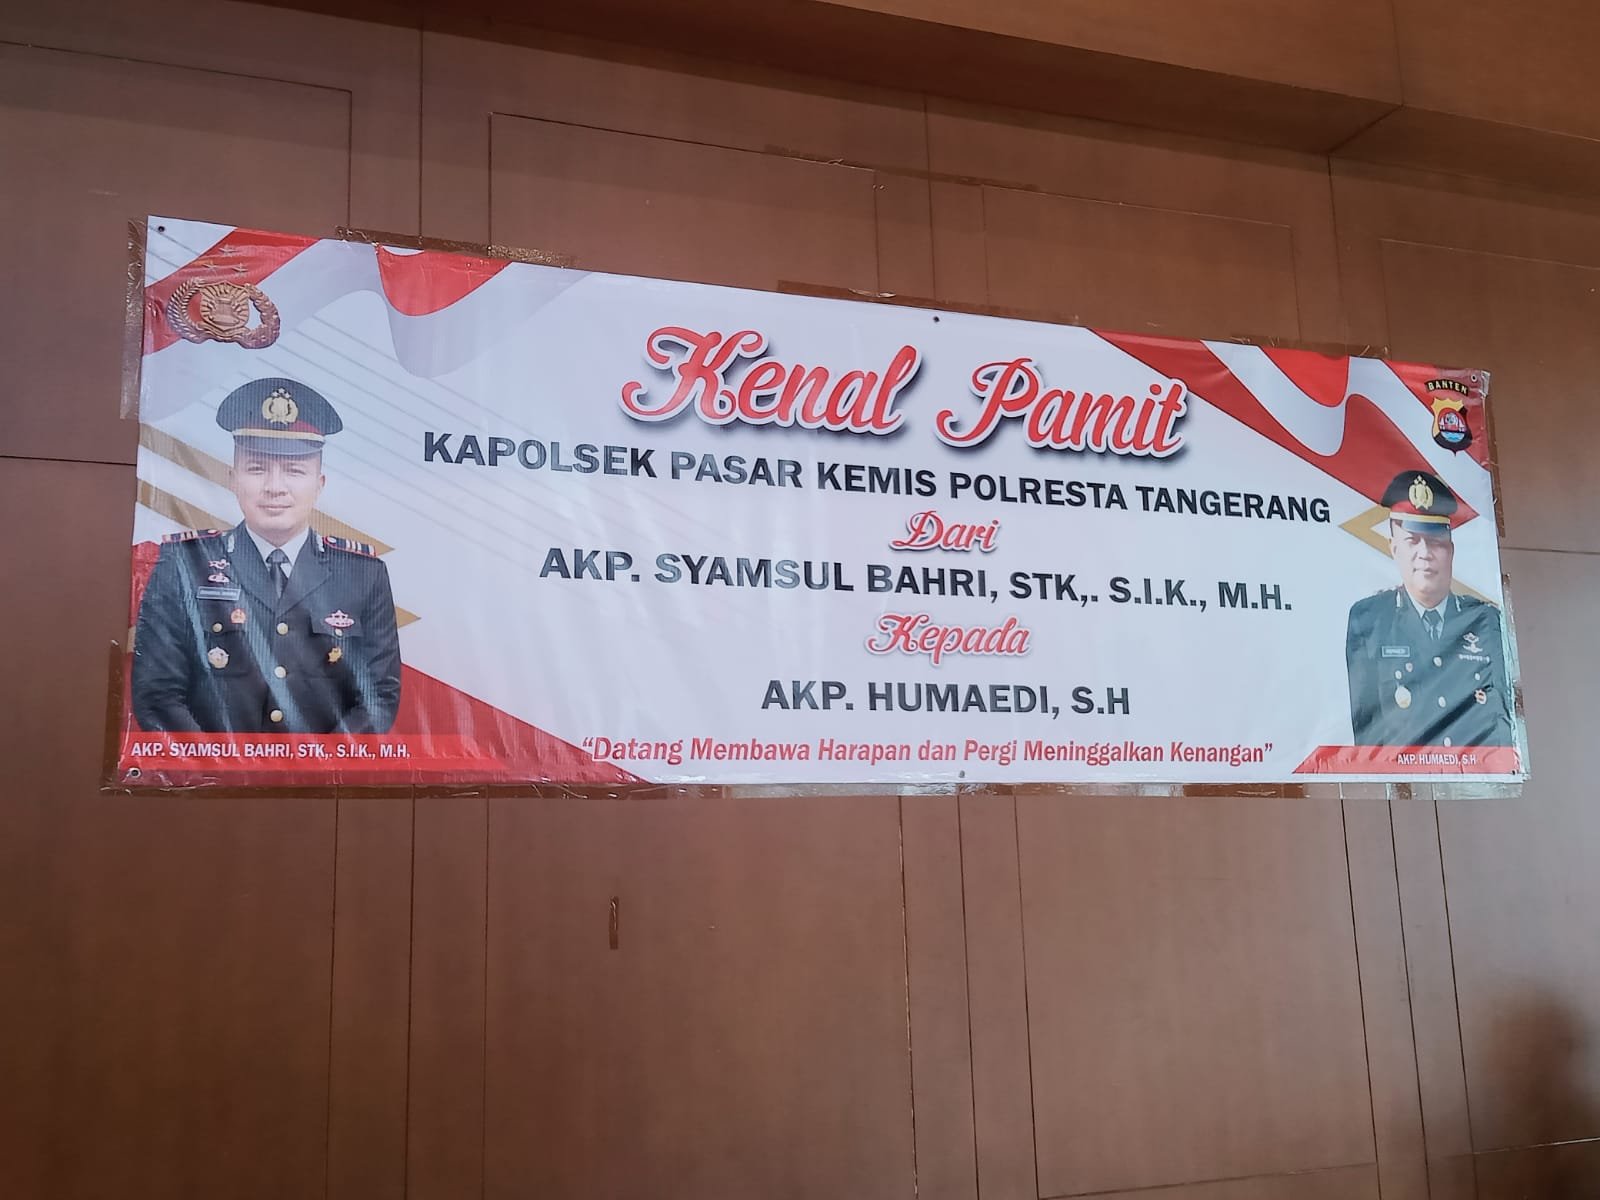 BANTEN
Kenal Pamit
KAPOLSEK PASAR KEMIS POLRESTA TANGERANG
Dari
AKP. SYAMSUL BAHRI, STK,. S.I.K., M.H.
Kepada
AKP. HUMAEDI, S.H
"Datang Membawa Harapan dan Pergi Meninggalkan Kenangan"
AKP. SYAMSUL BAHRI, STK,. S.I.K., M.H.
AKP. HUMAEDI, S.H